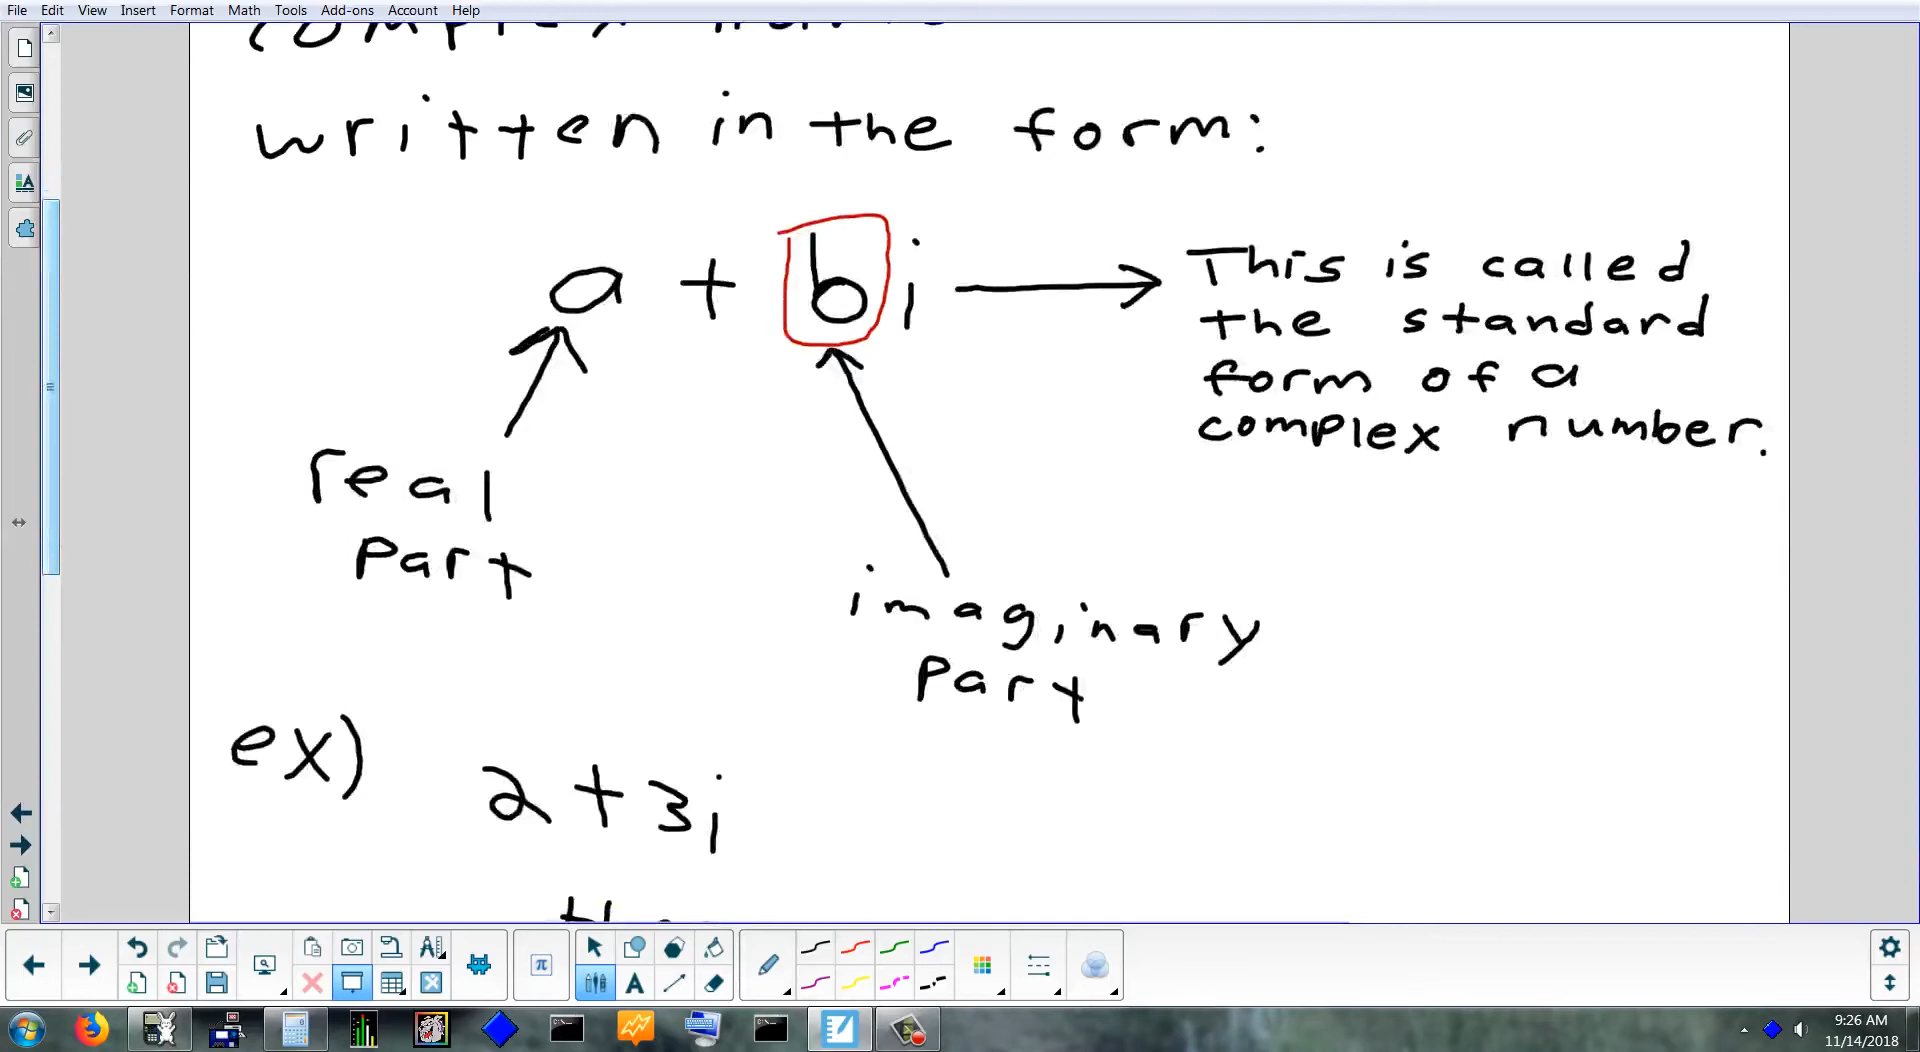 File Edit View Insert Format Math Tools Add-ons Account Help
complex
written in the form:
a + bi → This is called
the standard
form of a
complex number.
real
part
imaginary
part
ex) 2 + 3i
9:26 AM
11/14/2018